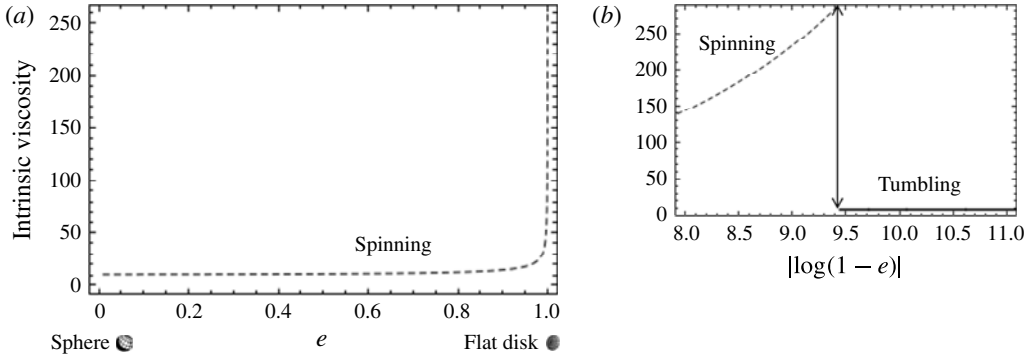 (a)
250
200
150
100
50
0
Intrinsic viscosity
Spinning
0 0.2 0.4 0.6 0.8 1.0
Sphere e Flat disk
(b)
250
300
150
100
50
0
Spinning
Tumbling
8.0 8.5 9.0 9.5 10.0 10.5 11.0
|log(1 − e)|